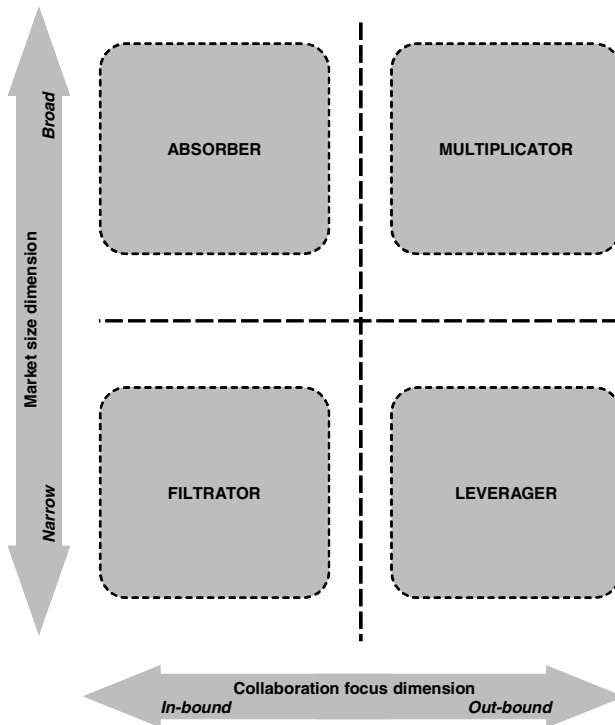 Broad
ABSORBER
MULTIPLICATOR
Market size dimension
Narrow
FILTRATOR
LEVERAGER
Collaboration focus dimension
In-bound
Out-bound